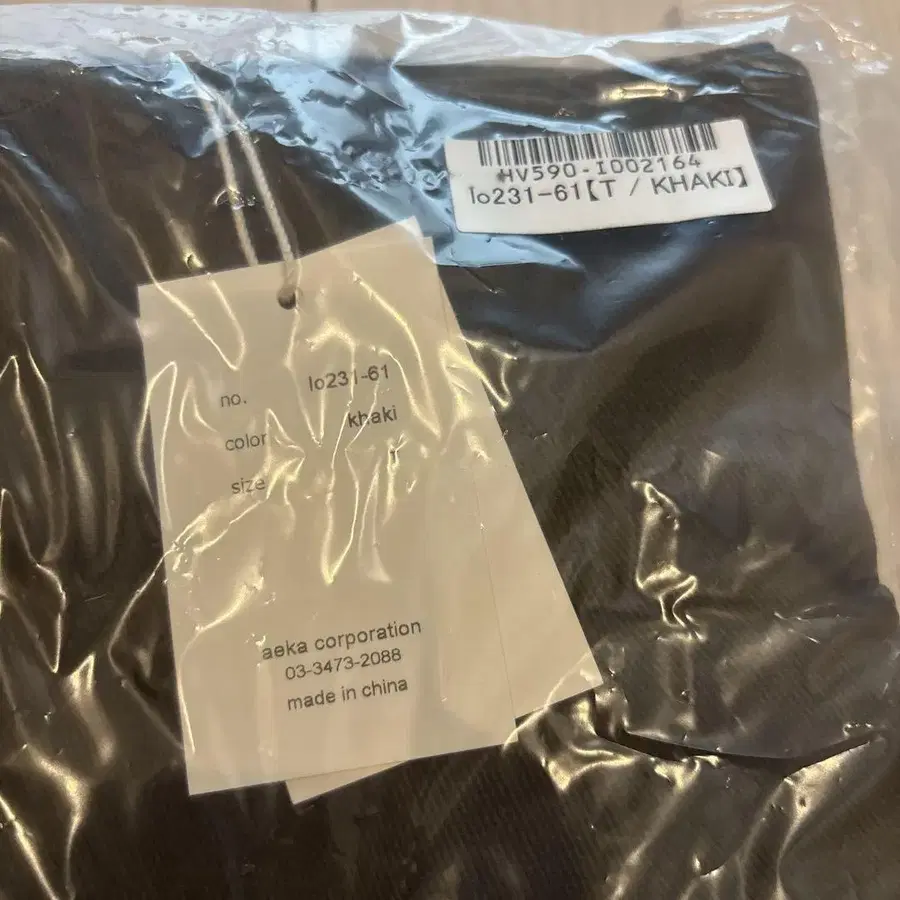 HV590-I002164
lo231-61【T / KHAKI】
no. lo231-61
color khaki
size
aeka corporation
03-3473-2088
made in china